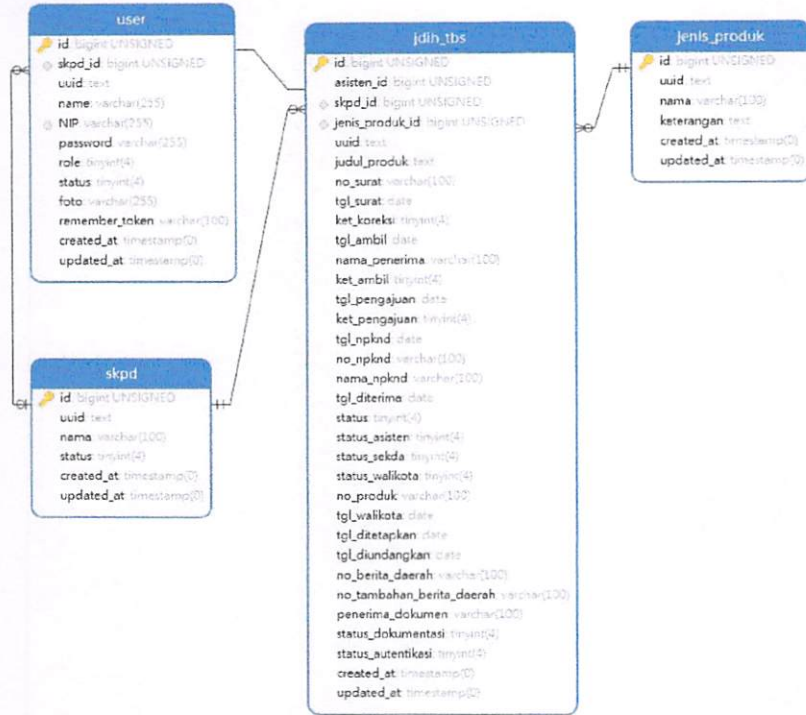 user
id: bigint UNSIGNED
skpd_id: bigint UNSIGNED
uuid: text
name: varchar(255)
NIP: varchar(255)
password: varchar(255)
role: tinyint(4)
status: tinyint(4)
foto: varchar(255)
remember_token: varchar(100)
created_at: timestamp(0)
updated_at: timestamp(0)
skpd
id: bigint UNSIGNED
uuid: text
nama: varchar(100)
status: tinyint(4)
created_at: timestamp(0)
updated_at: timestamp(0)
jdih_tbs
id: bigint UNSIGNED
asisten_id: bigint UNSIGNED
skpd_id: bigint UNSIGNED
jenis_produk_id: bigint UNSIGNED
uuid: text
judul_produk: text
no_surat: varchar(100)
tgl_surat: date
ket_koreksi: tinyint(4)
tgl_ambil: date
nama_penerima: varchar(100)
ket_ambil: tinyint(4)
tgl_pengajuan: date
ket_pengajuan: tinyint(4)
tgl_npknd: date
no_npknd: varchar(100)
nama_npknd: varchar(100)
tgl_diterima: date
status: tinyint(4)
status_asisten: tinyint(4)
status_sekda: tinyint(4)
status_walikota: tinyint(4)
no_produk: varchar(100)
tgl_walikota: date
tgl_ditetapkan: date
tgl_diundangkan: date
no_berita_daerah: varchar(100)
no_tambahan_berita_daerah: varchar(100)
penerima_dokumen: varchar(100)
status_dokumentasi: tinyint(4)
status_autentikasi: tinyint(4)
created_at: timestamp(0)
updated_at: timestamp(0)
jenis_produk
id: bigint UNSIGNED
uuid: text
nama: varchar(100)
keterangan: text
created_at: timestamp(0)
updated_at: timestamp(0)